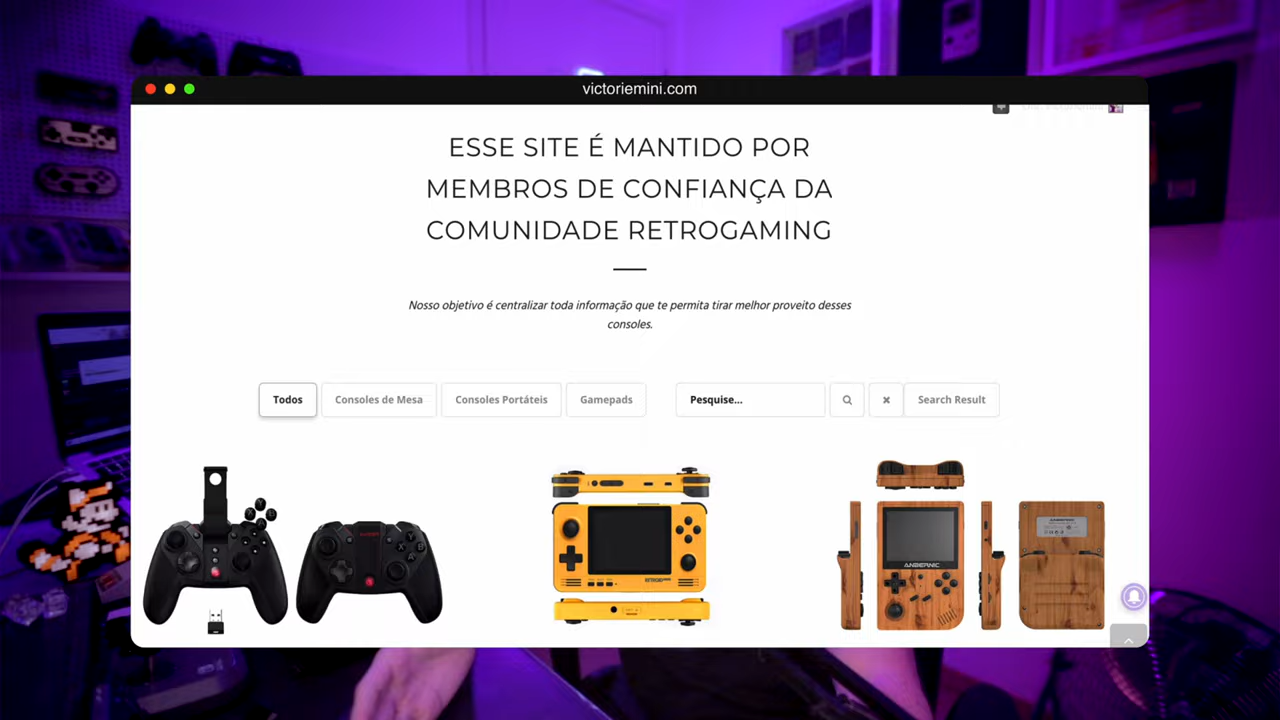 victoriemini.com
ESSE SITE É MANTIDO POR
MEMBROS DE CONFIANÇA DA
COMUNIDADE RETROGAMING
Nosso objetivo é centralizar toda informação que te permita tirar melhor proveito desses
consoles.
Todos
Consoles de Mesa
Consoles Portáteis
Gamepads
Pesquise...
Search Result
ANBERNIC